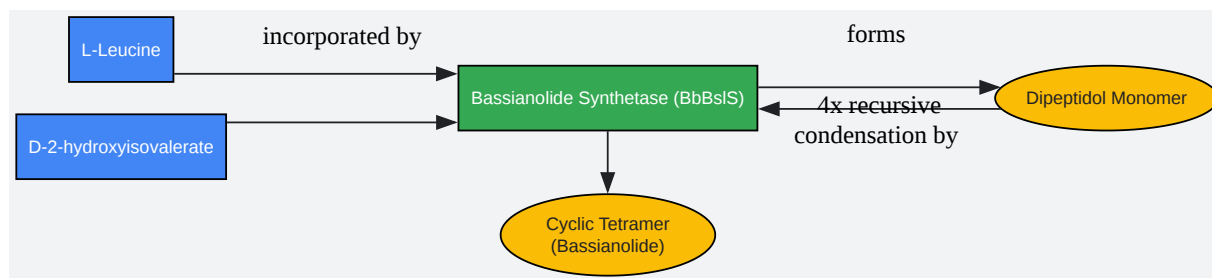 L-Leucine
incorporated by
forms
Bassianolide Synthetase (BbBslS)
Dipeptidol Monomer
4x recursive
condensation by
D-2-hydroxyisovalerate
Cyclic Tetramer
(Bassianolide)